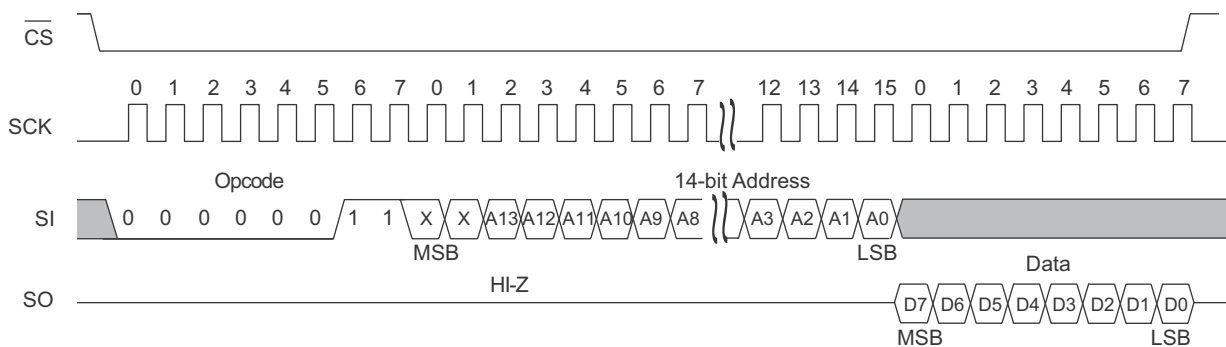 CS
0 1 2 3 4 5 6 7 0 1 2 3 4 5 6 7 12 13 14 15 0 1 2 3 4 5 6 7
SCK
Opcode 14-bit Address
SI 0 0 0 0 0 0 1 1 X X A13 A12 A11 A10 A9 A8 A3 A2 A1 A0
MSB LSB
HI-Z Data
SO D7 D6 D5 D4 D3 D2 D1 D0
MSB LSB